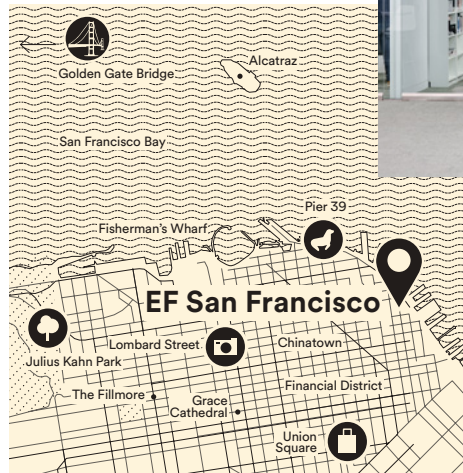 Golden Gate Bridge
Alcatraz
San Francisco Bay
Pier 39
Fisherman's Wharf
EF San Francisco
Lombard Street
Chinatown
Julius Kahn Park
Financial District
The Fillmore
Grace
Cathedral
Union
Square